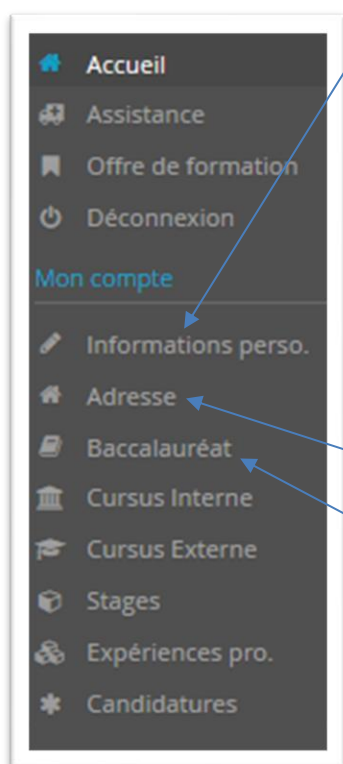 Accueil
Assistance
Offre de formation
Déconnexion
Mon compte
Informations perso.
Adresse
Baccalauréat
Cursus Interne
Cursus Externe
Stages
Expériences pro.
Candidatures